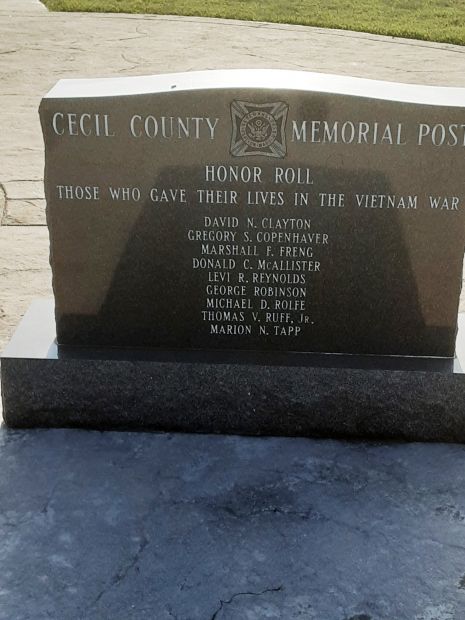 CECIL COUNTY MEMORIAL POST
HONOR ROLL
THOSE WHO GAVE THEIR LIVES IN THE VIETNAM WAR
DAVID N. CLAYTON
GREGORY S. COPENHAVER
MARSHALL F. FRENG
DONALD C. MCALLISTER
LEVI R. REYNOLDS
GEORGE ROBINSON
MICHAEL D. ROLFE
THOMAS V. RUFF, JR.
MARION N. TAPP